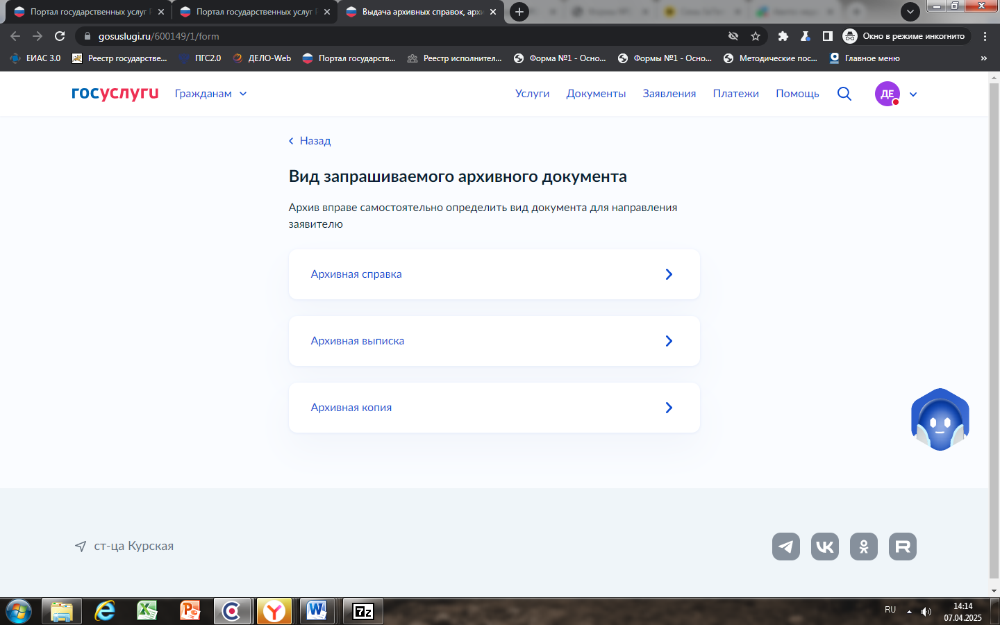 Портал государственных услуг
Портал государственных услуг
Выдача архивных справок, архи
gosuslugi.ru/600149/1/form
Окно в режиме инкогнито
ЕИАС 3.0
Реестр государстве...
ПГС2.0
ДЕЛО-Web
Портал государств...
Реестр исполнител...
Форма №1 - Осно...
Формы №1 - Осно...
Методические пос...
Главное меню
»
госуслуги
Гражданам
Услуги
Документы
Заявления
Платежи
Помощь
ДЕ
Назад
Вид запрашиваемого архивного документа
Архив вправе самостоятельно определить вид документа для направления
заявителю
Архивная справка
Архивная выписка
Архивная копия
ст-ца Курская
RU
14:14
07.04.2025